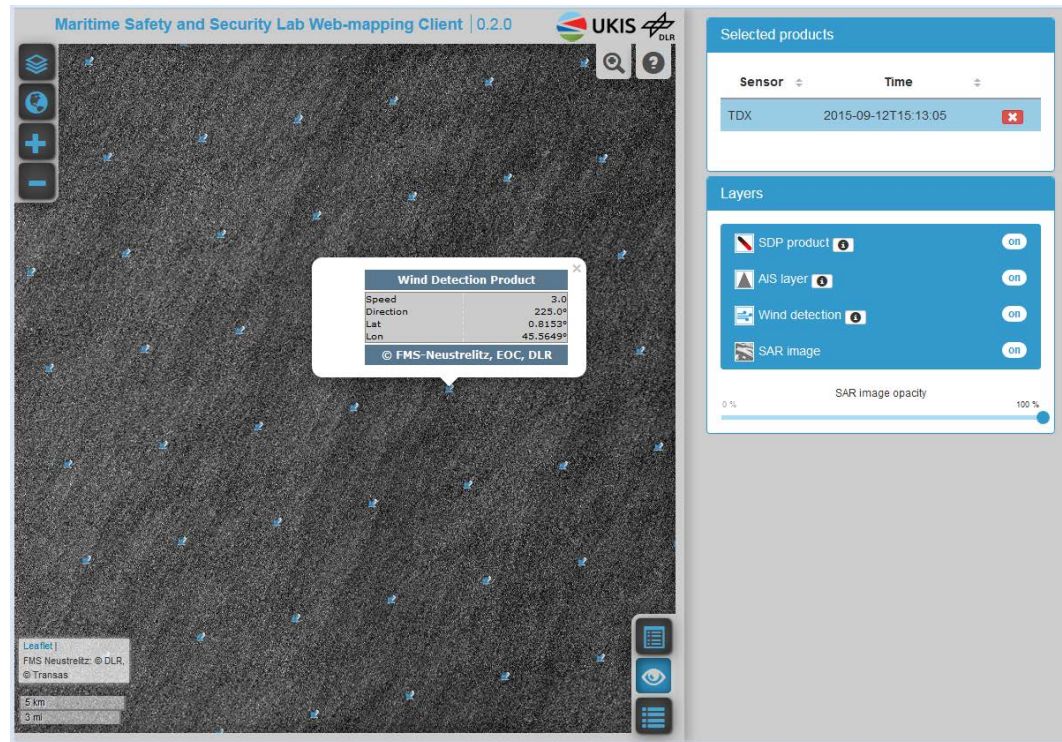 Maritime Safety and Security Lab Web-mapping Client | 0.2.0
UKIS
DLR
Wind Detection Product
Speed 3.0
Direction 225.0°
Lat 0.8153°
Lon 45.5649°
© FMS-Neustrelitz, EOC, DLR
Leaflet |
FMS Neustrelitz: © DLR,
© Transas
5 km
3 mi
Selected products
Sensor Time
TDX 2015-09-12T15:13:05
Layers
SDP product
on
AIS layer
on
Wind detection
on
SAR image
on
SAR image opacity
0 % 100 %